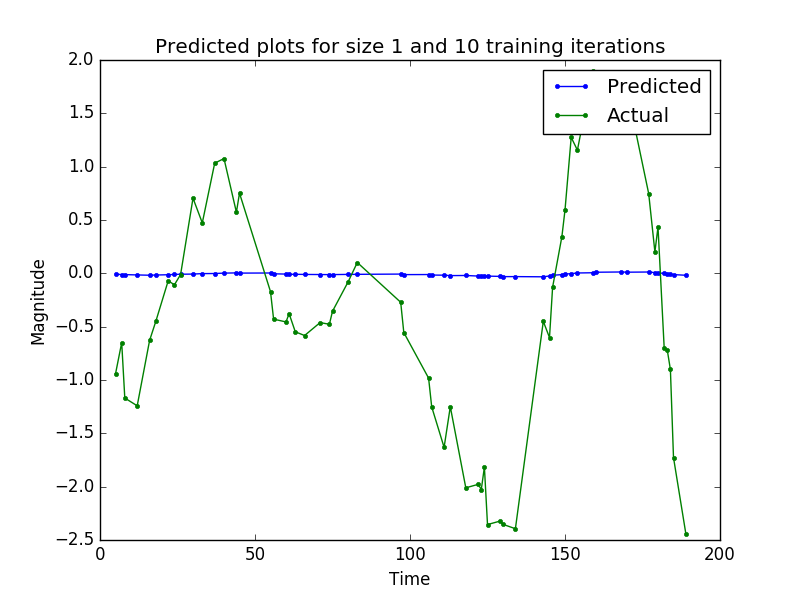 Predicted plots for size 1 and 10 training iterations
Predicted
Actual
2.0
1.5
1.0
0.5
0.0
−0.5
−1.0
−1.5
−2.0
−2.5
Magnitude
0 50 100 150 200
Time